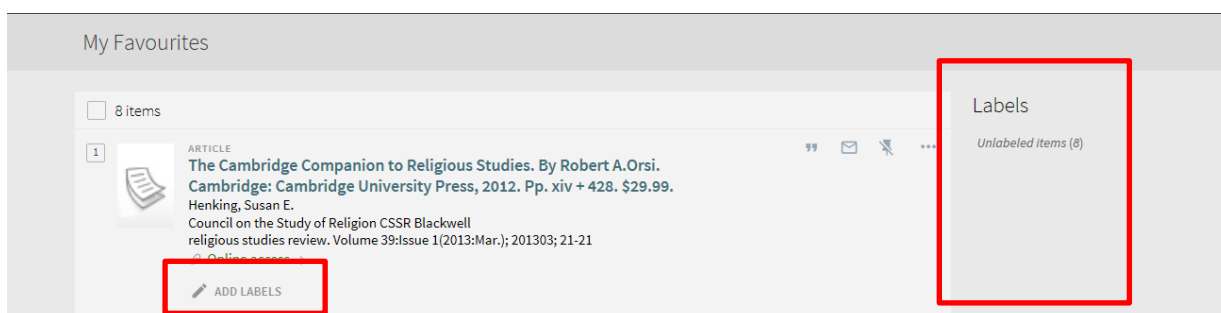 My Favourites
8 items
Labels
Unlabeled items (8)
1
ARTICLE
The Cambridge Companion to Religious Studies. By Robert A.Orsi.
Cambridge: Cambridge University Press, 2012. Pp. xiv + 428. $29.99.
Henking, Susan E.
Council on the Study of Religion CSSR Blackwell
religious studies review. Volume 39:Issue 1(2013:Mar.); 201303; 21-21
Online access
ADD LABELS